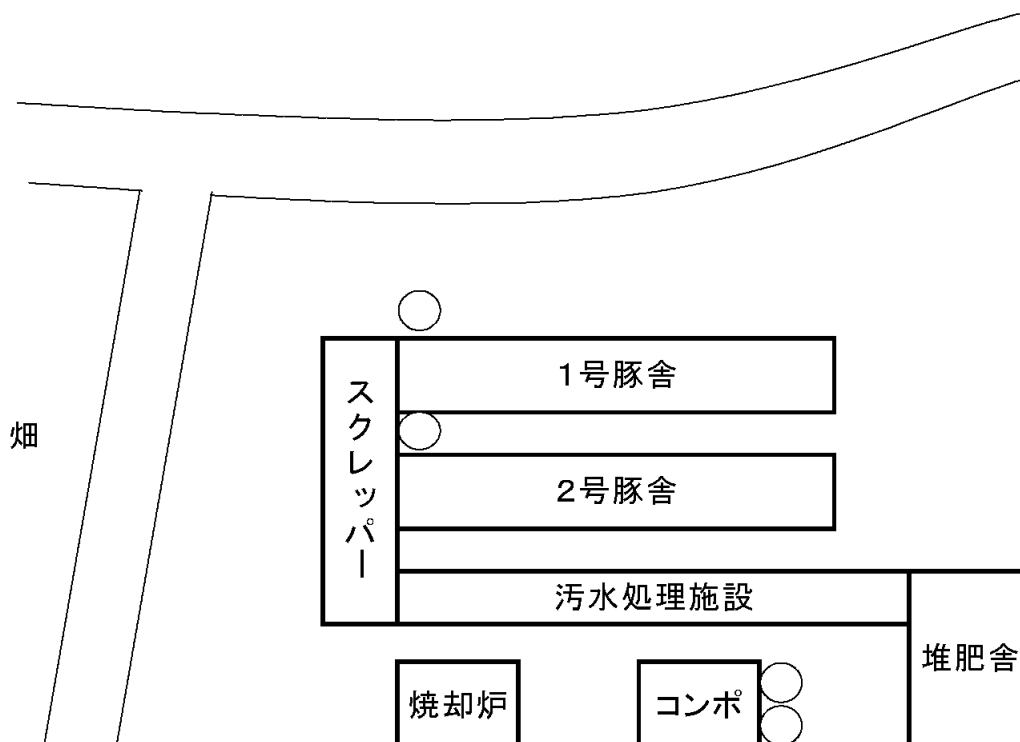 1号豚舎
スクレッパー
畑
2号豚舎
汚水処理施設
堆肥舎
焼却炉
コンポ